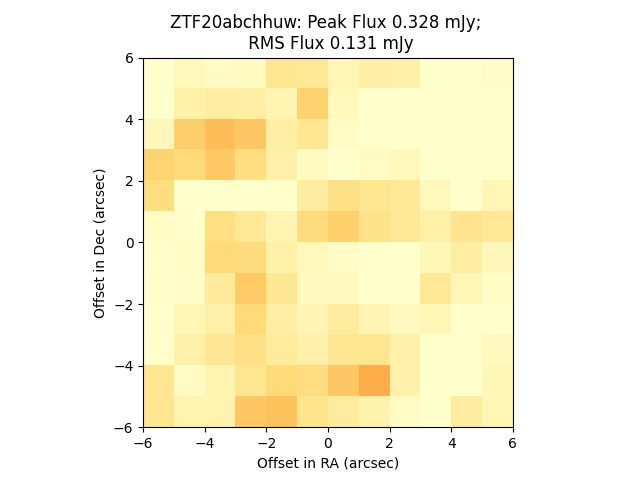 ZTF20abchhuw: Peak Flux 0.328 mJy;
RMS Flux 0.131 mJy
6
4
2
0
−2
−4
−6
Offset in Dec (arcsec)
−6 −4 −2 0 2 4 6
Offset in RA (arcsec)